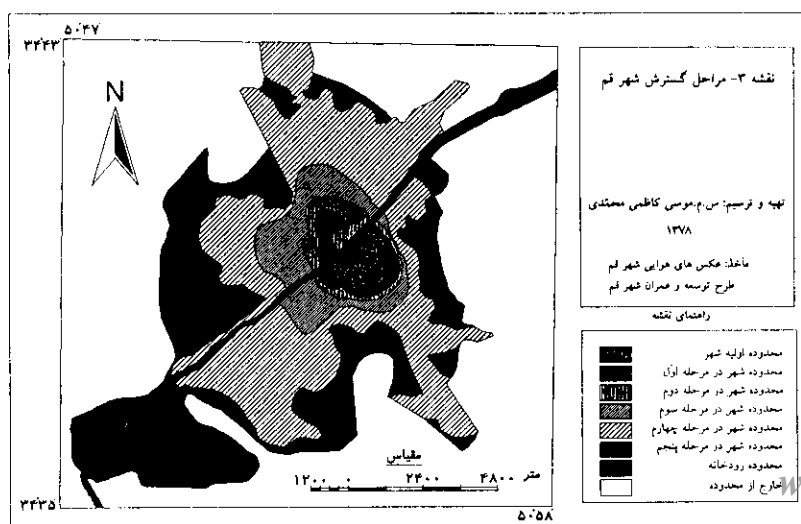 ۵۰۴۷
۳۴۴۳
N
مقیاس
۱۲۰۰ ۰ ۲۴۰۰ ۴۸۰۰ متر
۳۴۳۵
۵۰۵۸
نقشه ۳- مراحل گسترش شهر قم
تهیه و ترسیم: س.م.موسی کاظمی محمدی
۱۳۷۸
مأخذ: عکس های هوایی شهر قم
طرح توسعه و عمران شهر قم
راهنمای نقشه
محدوده اولیه شهر
محدوده شهر در مرحله اول
محدوده شهر در مرحله دوم
محدوده شهر در مرحله سوم
محدوده شهر در مرحله چهارم
محدوده شهر در مرحله پنجم
محدوده رودخانه
خارج از محدوده